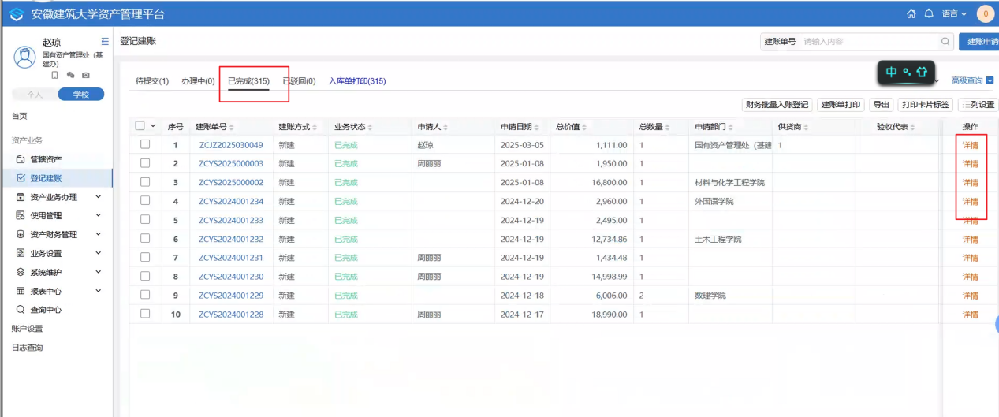 安徽建筑大学资产管理平台
语言
0
赵琼
国有资产管理处（基
建办）
个人 学校
首页
资产业务
管辖资产
登记建账
资产业务办理
使用管理
资产财务管理
业务设置
系统维护
报表中心
查询中心
账户设置
日志查询
登记建账
建账单号 请输入内容 建账申请
待提交(1) 办理中(0) 已完成(315) 已驳回(0) 入库单打印(315)
中
高级查询
财务批量入账登记 建账单打印 导出 打印卡片标签 列设置
序号 建账单号 建账方式 业务状态 申请人 申请日期 总价值 总数量 申请部门 供货商 验收代表 操作
1 ZCJZ2025030049 新建 已完成 赵琼 2025-03-05 1,111.00 1 国有资产管理处（基建 1 详情
2 ZCYS2025000003 新建 已完成 周丽丽 2025-01-08 1,950.00 1 详情
3 ZCYS2025000002 新建 已完成 2025-01-08 16,800.00 1 材料与化学工程学院 详情
4 ZCYS2024001234 新建 已完成 2024-12-20 2,960.00 1 外国语学院 详情
5 ZCYS2024001233 新建 已完成 2024-12-19 2,495.00 1 详情
6 ZCYS2024001232 新建 已完成 2024-12-19 12,734.86 1 土木工程学院 详情
7 ZCYS2024001231 新建 已完成 周丽丽 2024-12-19 1,434.48 1 详情
8 ZCYS2024001230 新建 已完成 周丽丽 2024-12-19 14,998.99 1 详情
9 ZCYS2024001229 新建 已完成 2024-12-18 6,006.00 2 数理学院 详情
10 ZCYS2024001228 新建 已完成 周丽丽 2024-12-17 18,990.00 1 详情